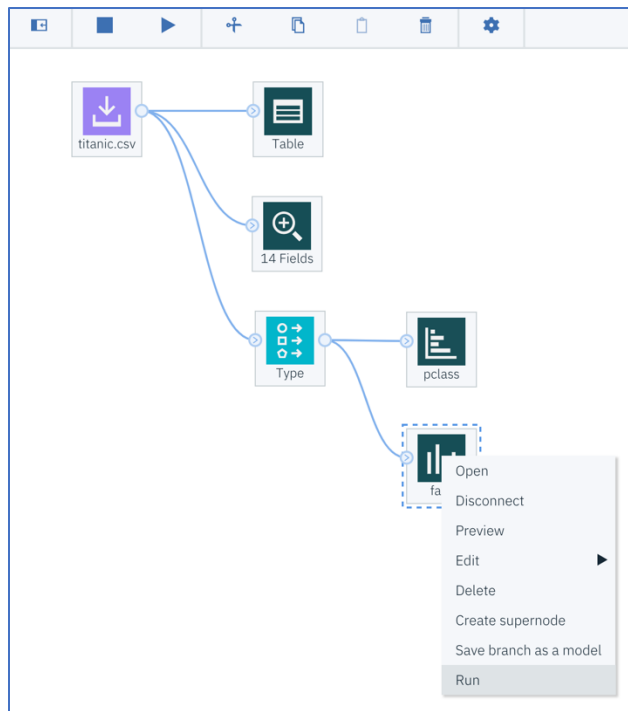 titanic.csv
Table
14 Fields
Type
pclass
Open
Disconnect
Preview
Edit
Delete
Create supernode
Save branch as a model
Run